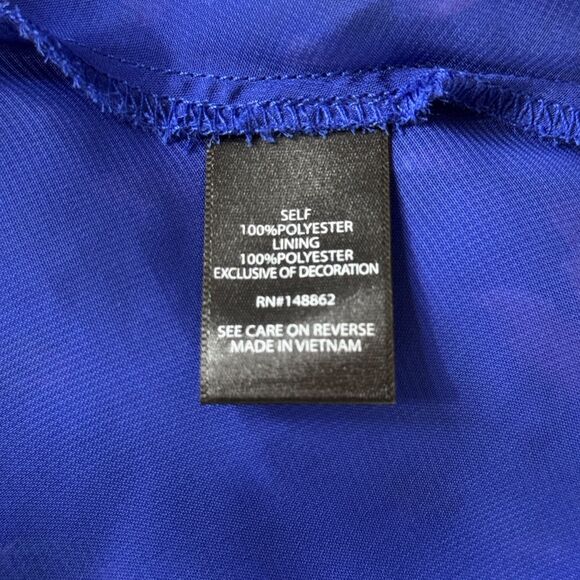 SELF
100%POLYESTER
LINING
100%POLYESTER
EXCLUSIVE OF DECORATION
RN#148862
SEE CARE ON REVERSE
MADE IN VIETNAM